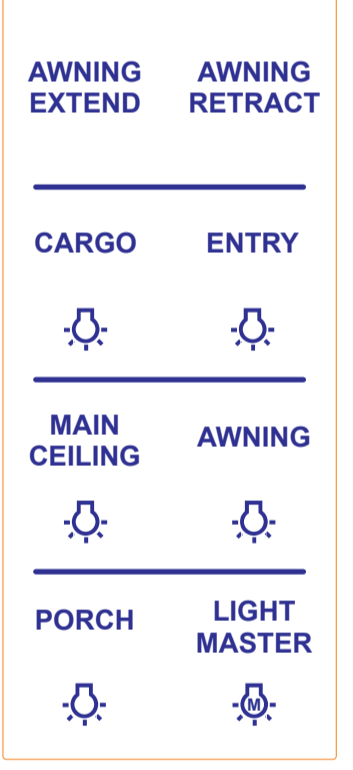 AWNING
EXTEND
AWNING
RETRACT
CARGO
ENTRY
MAIN
CEILING
AWNING
PORCH
LIGHT
MASTER
M